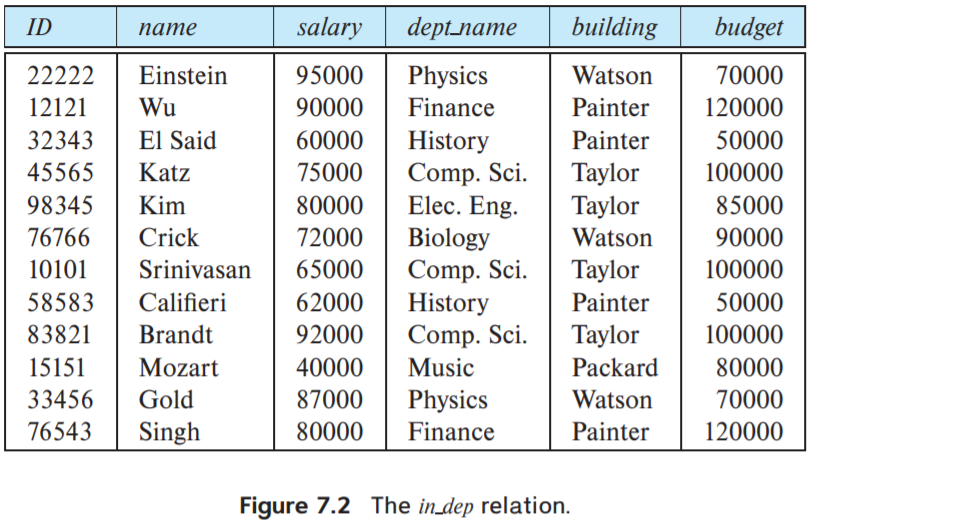 ID name salary dept_name building budget
22222 Einstein 95000 Physics Watson 70000
12121 Wu 90000 Finance Painter 120000
32343 El Said 60000 History Painter 50000
45565 Katz 75000 Comp. Sci. Taylor 100000
98345 Kim 80000 Elec. Eng. Taylor 85000
76766 Crick 72000 Biology Watson 90000
10101 Srinivasan 65000 Comp. Sci. Taylor 100000
58583 Califieri 62000 History Painter 50000
83821 Brandt 92000 Comp. Sci. Taylor 100000
15151 Mozart 40000 Music Packard 80000
33456 Gold 87000 Physics Watson 70000
76543 Singh 80000 Finance Painter 120000
Figure 7.2 The in_dep relation.